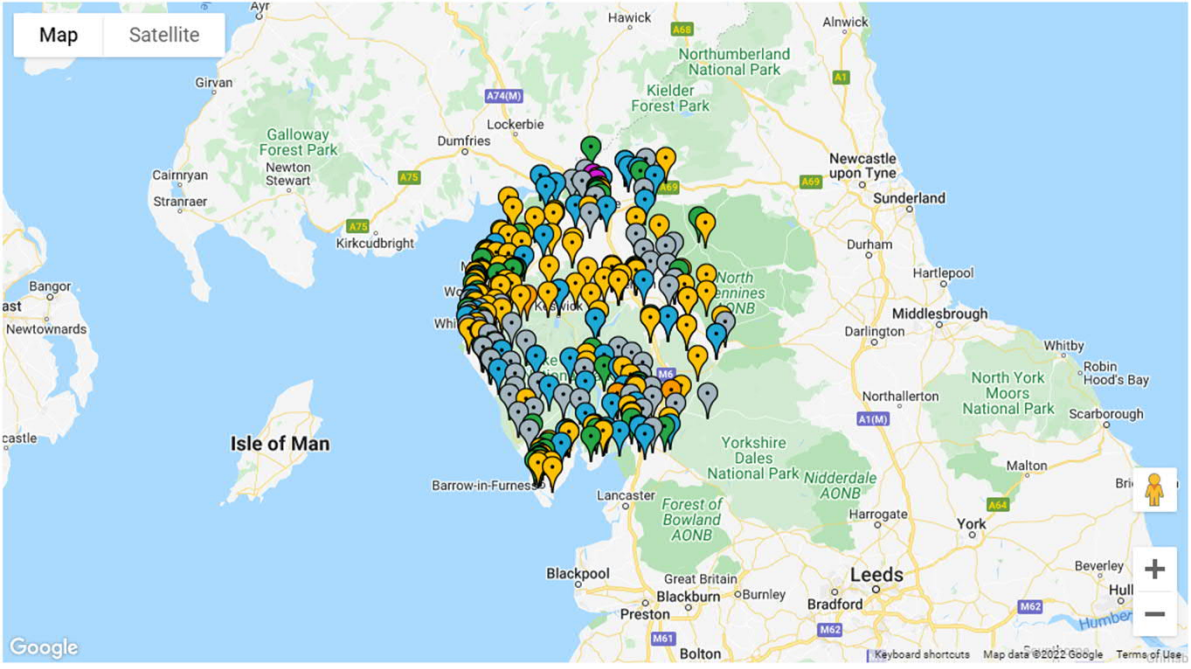 Map
Satellite
Ayr
Hawick
A68
Alnwick
Northumberland
National Park
A1
Girvan
A74(M)
Kielder
Forest Park
Lockerbie
Galloway
Forest Park
Dumfries
Newcastle
upon Tyne
Cairnryan
Newton
Stewart
A75
A69
A69
Stranraer
Sunderland
A75
Kirkcudbright
Durham
Bangor
North
Hartlepool
ast
Newtownards
Keswick
Middlesbrough
Whi
Darlington
Whitby
M6
Robin
Hood's Bay
North York
Moors
National Park
Northallerton
A1(M)
Scarborough
castle
Isle of Man
Yorkshire
Dales
National Park
Nidderdale
AONB
Malton
Barrow-in-Furness
Lancaster
Forest of
Bowland
AONB
A64
Harrogate
York
Blackpool
Great Britain
Leeds
Beverley
Blackburn
Burnley
Bradford
Hull
Preston
M62
M62
Humber
M61
Bolton
Google
Keyboard shortcuts
Map data ©2022 Google
Terms of Use